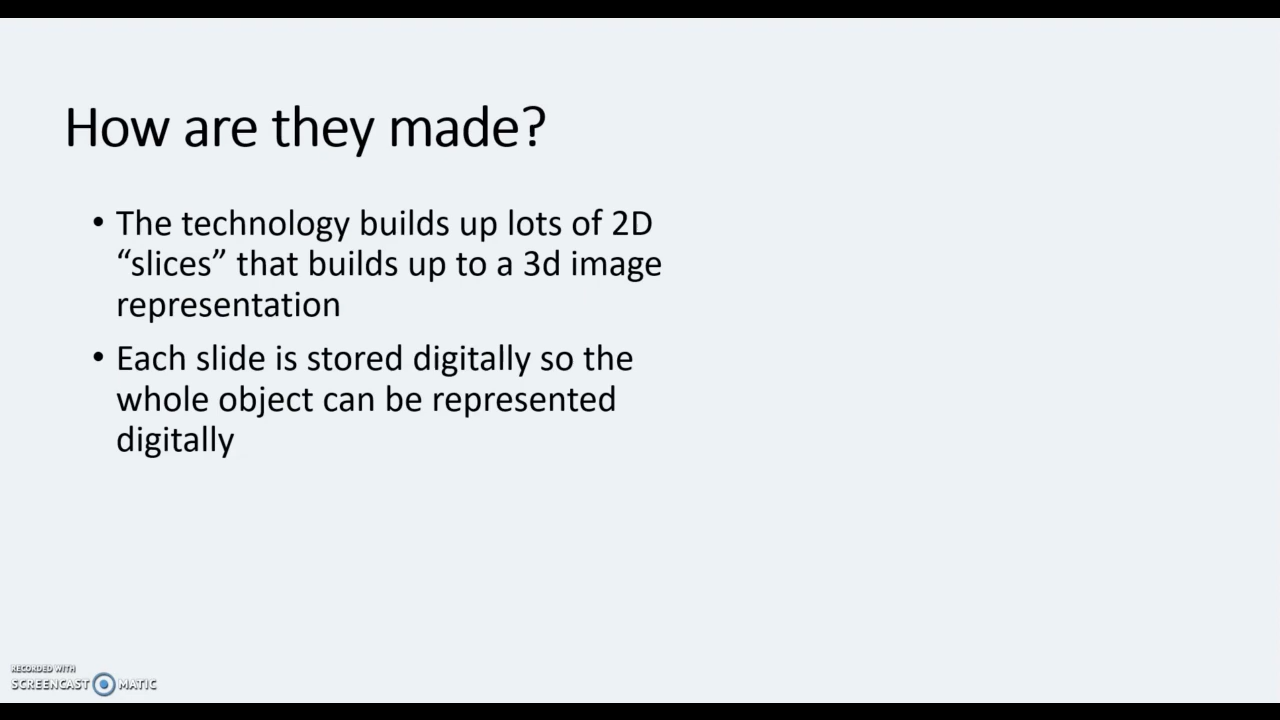 How are they made?
• The technology builds up lots of 2D
“slices” that builds up to a 3d image
representation
• Each slide is stored digitally so the
whole object can be represented
digitally
RECORDED WITH
SCREENCAST MATIC